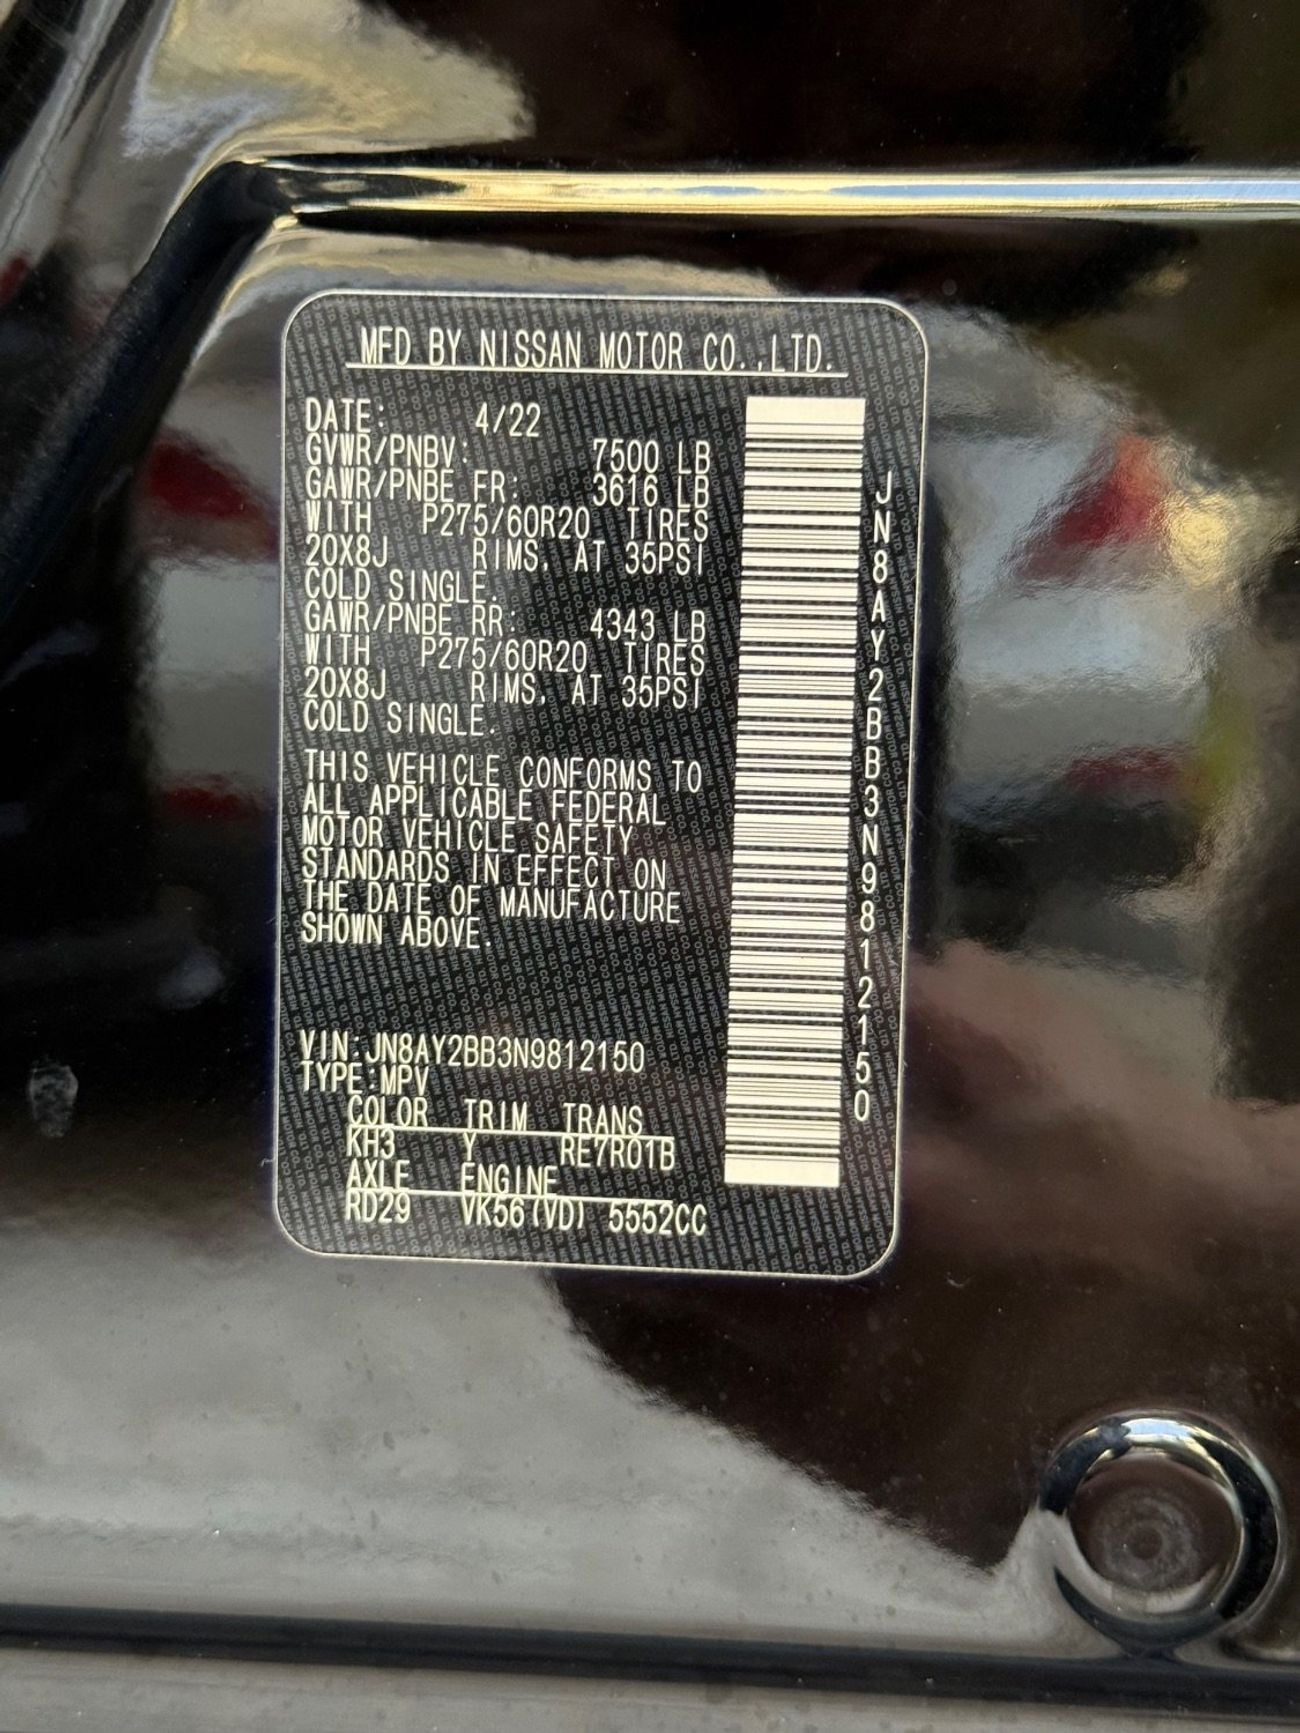 MFD BY NISSAN MOTOR CO.,LTD.
DATE: 4/22
GVWR/PNBV: 7500 LB
GAWR/PNBE FR: 3616 LB
WITH P275/60R20 TIRES
20X8J RIMS, AT 35PSI
COLD SINGLE.
GAWR/PNBE RR: 4343 LB
WITH P275/60R20 TIRES
20X8J RIMS, AT 35PSI
COLD SINGLE.
THIS VEHICLE CONFORMS TO
ALL APPLICABLE FEDERAL
MOTOR VEHICLE SAFETY
STANDARDS IN EFFECT ON
THE DATE OF MANUFACTURE
SHOWN ABOVE.
VIN:JN8AY2BB3N9812150
TYPE:MPV
COLOR TRIM TRANS
KH3 Y RE7R01B
AXLE ENGINE
RD29 VK56(VD) 5552CC
JN8AY2BB3N9812150